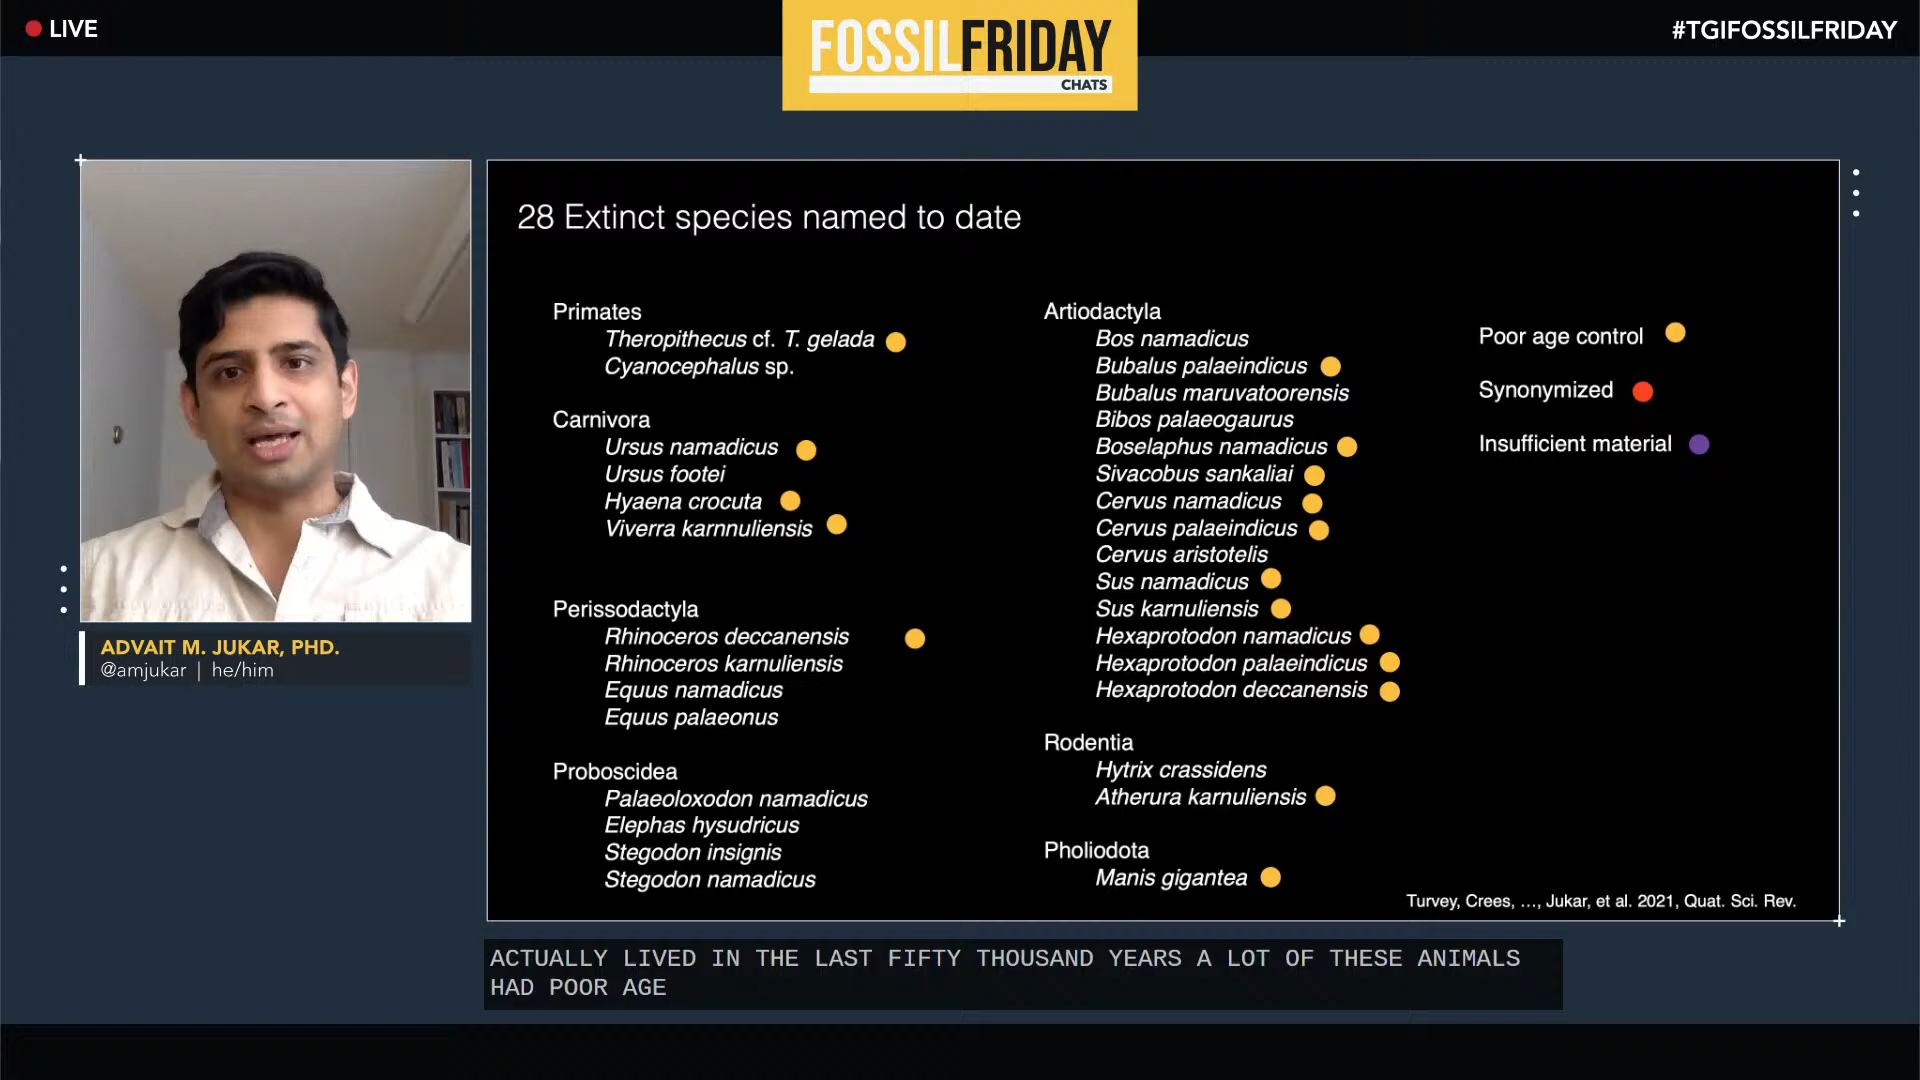 LIVE
FOSSILFRIDAY
CHATS
#TGIFOSSILFRIDAY
28 Extinct species named to date
Primates
Theropithecus cf. T. gelada
Cyanocephalus sp.
Carnivora
Ursus namadicus
Ursus footei
Hyaena crocuta
Viverra karnnuliensis
Perissodactyla
Rhinoceros deccanensis
Rhinoceros karnuliensis
Equus namadicus
Equus palaeonus
Proboscidea
Palaeoloxodon namadicus
Elephas hysudricus
Stegodon insignis
Stegodon namadicus
Artiodactyla
Bos namadicus
Bubalus palaeindicus
Bubalus maruvatoorensis
Bibos palaeogaurus
Boselaphus namadicus
Sivacobus sankaliai
Cervus namadicus
Cervus palaeindicus
Cervus aristotelis
Sus namadicus
Sus karnuliensis
Hexaprotodon namadicus
Hexaprotodon palaeindicus
Hexaprotodon deccanensis
Rodentia
Hytrix crassidens
Atherura karnuliensis
Pholiodota
Manis gigantea
Poor age control
Synonymized
Insufficient material
Turvey, Crees, ..., Jukar, et al. 2021, Quat. Sci. Rev.
ADVAIT M. JUKAR, PHD.
@amjukar | he/him
ACTUALLY LIVED IN THE LAST FIFTY THOUSAND YEARS A LOT OF THESE ANIMALS
HAD POOR AGE